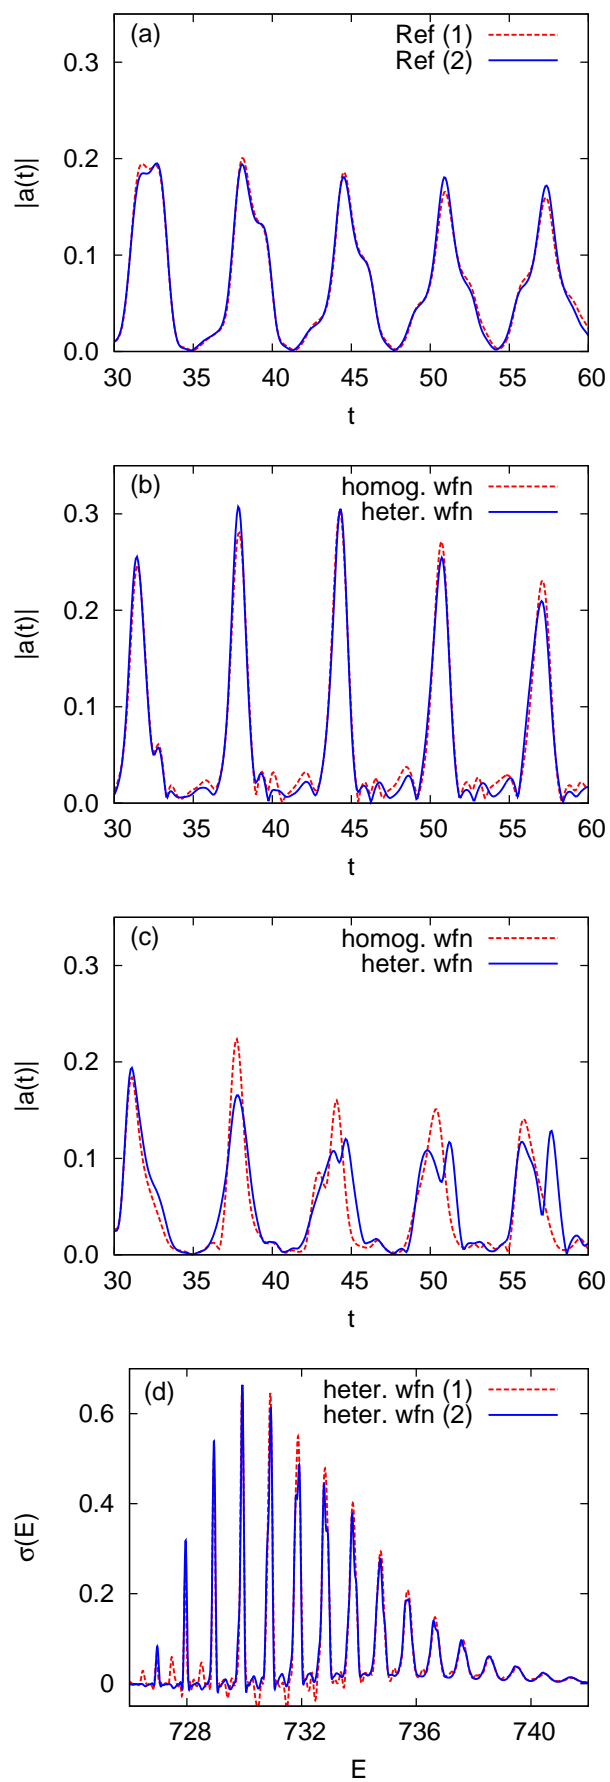 (a)
Ref (1)
Ref (2)
0.3
0.2
0.1
0.0
|a(t)|
30 35 40 45 50 55 60
t
(b)
homog. wfn
heter. wfn
0.3
0.2
0.1
0.0
|a(t)|
30 35 40 45 50 55 60
t
(c)
homog. wfn
heter. wfn
0.3
0.2
0.1
0.0
|a(t)|
30 35 40 45 50 55 60
t
(d)
heter. wfn (1)
heter. wfn (2)
0.6
0.4
0.2
0
σ(E)
728 732 736 740
E